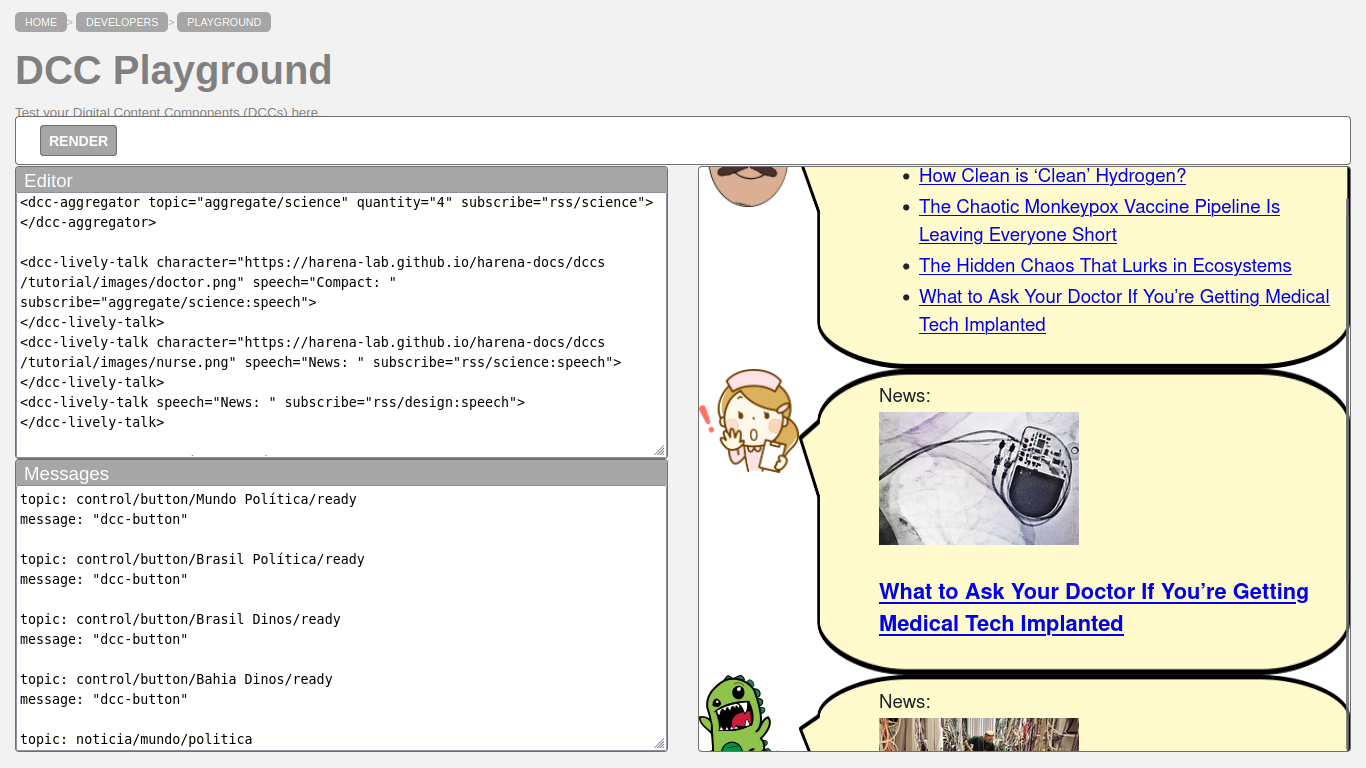 HOME > DEVELOPERS > PLAYGROUND
DCC Playground
Test your Digital Content Components (DCCs) here.
RENDER
Editor
<dcc-aggregator topic="aggregate/science" quantity="4" subscribe="rss/science">
</dcc-aggregator>
<dcc-lively-talk character="https://harena-lab.github.io/harena-docs/dccs
/tutorial/images/doctor.png" speech="Compact: "
subscribe="aggregate/science:speech">
</dcc-lively-talk>
<dcc-lively-talk character="https://harena-lab.github.io/harena-docs/dccs
/tutorial/images/nurse.png" speech="News: " subscribe="rss/science:speech">
</dcc-lively-talk>
<dcc-lively-talk speech="News: " subscribe="rss/design:speech">
</dcc-lively-talk>
Messages
topic: control/button/Mundo Política/ready
message: "dcc-button"
topic: control/button/Brasil Política/ready
message: "dcc-button"
topic: control/button/Brasil Dinos/ready
message: "dcc-button"
topic: control/button/Bahia Dinos/ready
message: "dcc-button"
topic: noticia/mundo/politica
• How Clean is ‘Clean’ Hydrogen?
• The Chaotic Monkeypox Vaccine Pipeline Is
Leaving Everyone Short
• The Hidden Chaos That Lurks in Ecosystems
• What to Ask Your Doctor If You’re Getting Medical
Tech Implanted
News:
What to Ask Your Doctor If You’re Getting
Medical Tech Implanted
News: